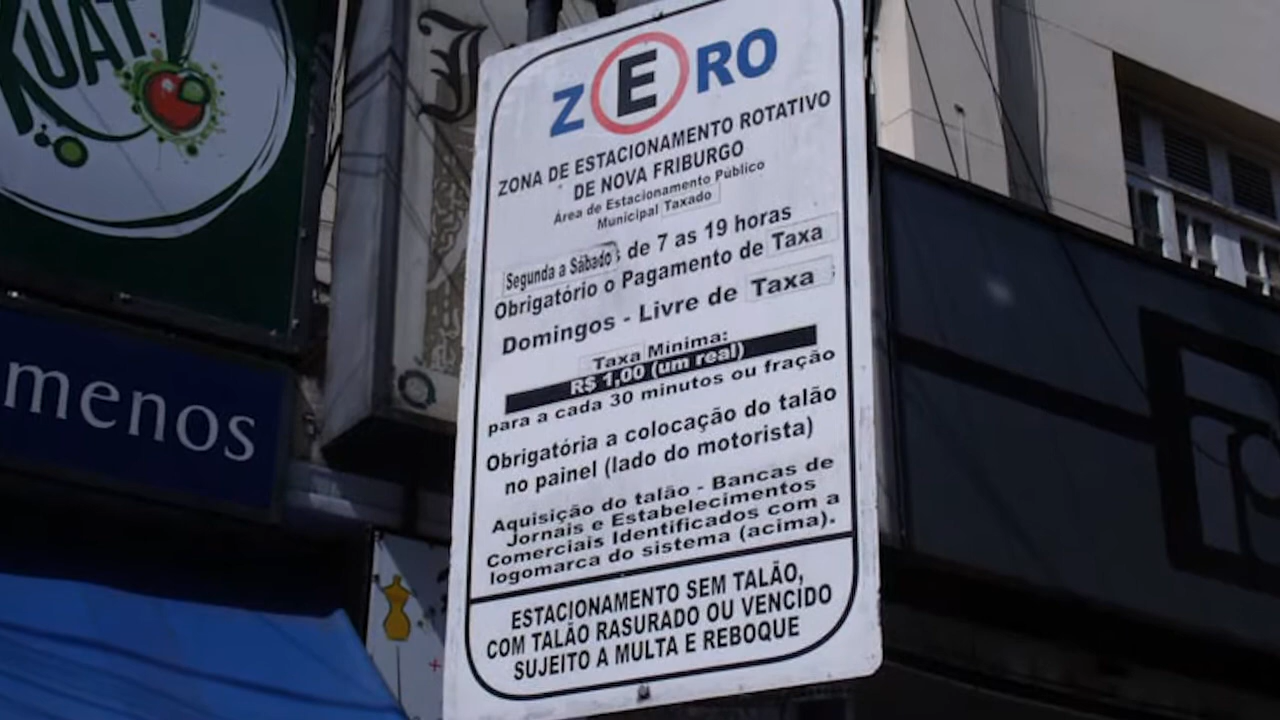 KUAT
menos
ZERO
ZONA DE ESTACIONAMENTO ROTATIVO
DE NOVA FRIBURGO
Área de Estacionamento Público
Municipal Taxado
Segunda a Sábado de 7 as 19 horas
Obrigatório o Pagamento de Taxa
Domingos - Livre de Taxa
Taxa Minima:
R$ 1,00 (um real)
para a cada 30 minutos ou fração
Obrigatória a colocação do talão
no painel (lado do motorista)
Aquisição do talão - Bancas de
Jornais e Estabelecimentos
Comerciais Identificados com a
logomarca do sistema (acima).
ESTACIONAMENTO SEM TALÃO,
COM TALÃO RASURADO OU VENCIDO
SUJEITO A MULTA E REBOQUE